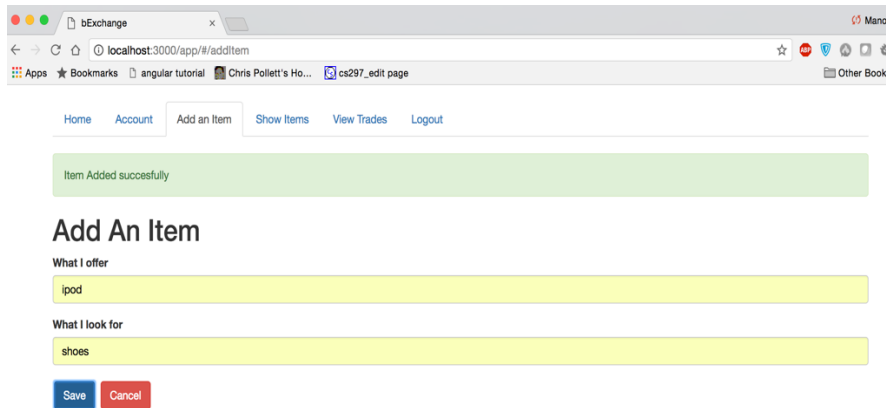 bExchange
Mano
localhost:3000/app/#/addItem
ABP
Apps Bookmarks angular tutorial Chris Pollett's Ho... cs297_edit page Other Book
Home Account Add an Item Show Items View Trades Logout
Item Added succesfully
Add An Item
What I offer
ipod
What I look for
shoes
Save Cancel